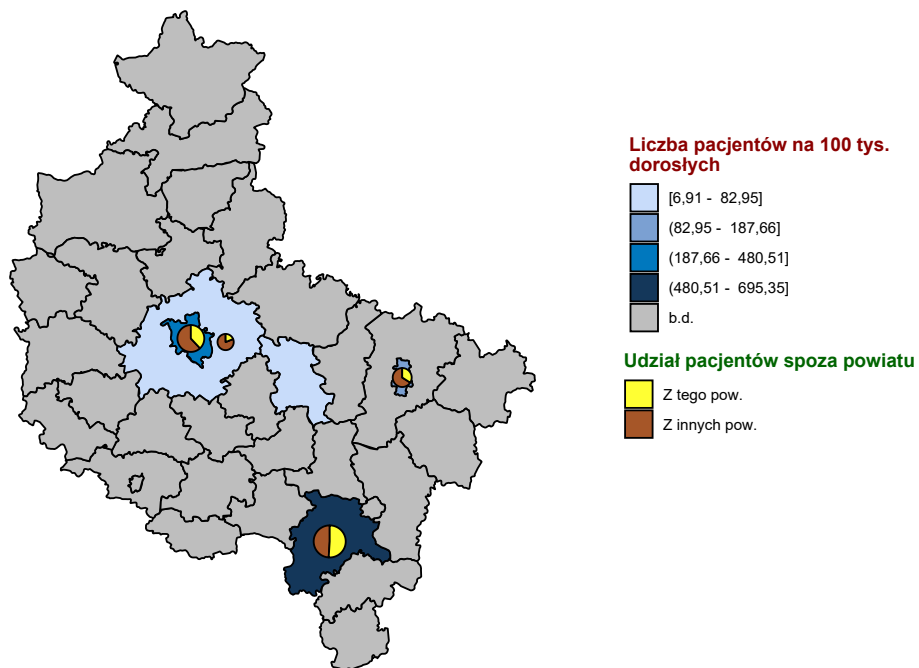 Liczba pacjentów na 100 tys.
dorosłych
[6,91 - 82,95]
(82,95 - 187,66]
(187,66 - 480,51]
(480,51 - 695,35]
b.d.
Udział pacjentów spoza powiatu
Z tego pow.
Z innych pow.